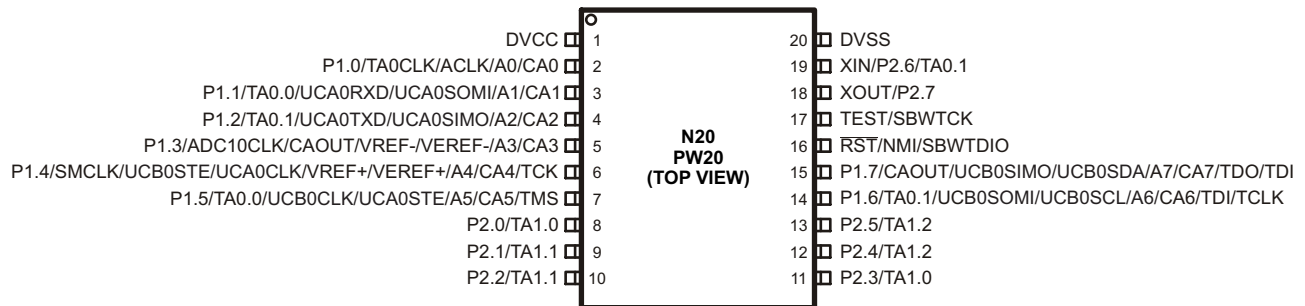 DVCC 1 20 DVSS
P1.0/TA0CLK/ACLK/A0/CA0 2 19 XIN/P2.6/TA0.1
P1.1/TA0.0/UCA0RXD/UCA0SOMI/A1/CA1 3 18 XOUT/P2.7
P1.2/TA0.1/UCA0TXD/UCA0SIMO/A2/CA2 4 17 TEST/SBWTCK
P1.3/ADC10CLK/CAOUT/VREF-/VEREF-/A3/CA3 5 16 RST/NMI/SBWTDIO
P1.4/SMCLK/UCB0STE/UCA0CLK/VREF+/VEREF+/A4/CA4/TCK 6 15 P1.7/CAOUT/UCB0SIMO/UCB0SDA/A7/CA7/TDO/TDI
P1.5/TA0.0/UCB0CLK/UCA0STE/A5/CA5/TMS 7 14 P1.6/TA0.1/UCB0SOMI/UCB0SCL/A6/CA6/TDI/TCLK
P2.0/TA1.0 8 13 P2.5/TA1.2
P2.1/TA1.1 9 12 P2.4/TA1.2
P2.2/TA1.1 10 11 P2.3/TA1.0
N20
PW20
(TOP VIEW)